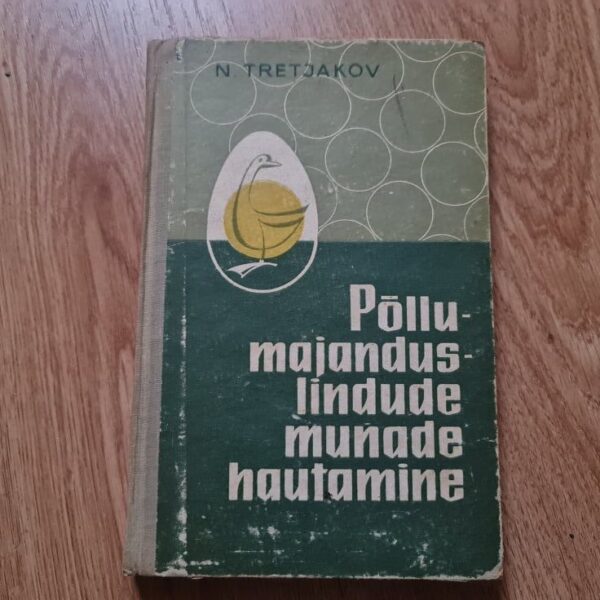 N. TRETJAKOV
Põllu-
majandus-
lindude
munade
hautamine